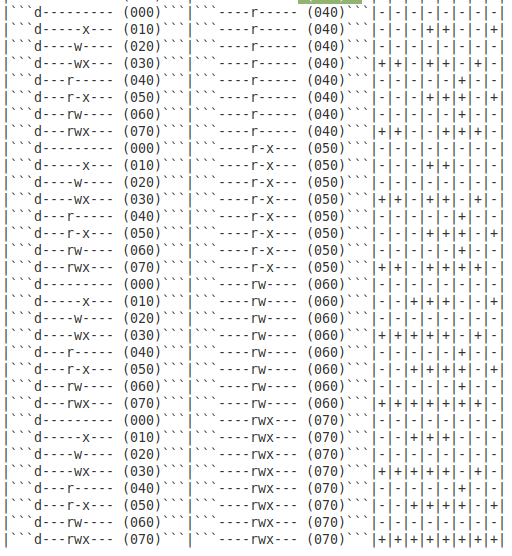 |```d--------- (000)```|```----r----- (040)```|-|-|-|-|-|-|-|-|
|```d-----x--- (010)```|```----r----- (040)```|-|-|-|+|+|-|-|+|
|```d----w---- (020)```|```----r----- (040)```|-|-|-|-|-|-|-|-|
|```d----wx--- (030)```|```----r----- (040)```|+|+|-|+|+|-|+|-|
|```d---r----- (040)```|```----r----- (040)```|-|-|-|-|-|+|-|-|
|```d---r-x--- (050)```|```----r----- (040)```|-|-|-|+|+|+|-|+|
|```d---rw---- (060)```|```----r----- (040)```|-|-|-|-|-|+|-|-|
|```d---rwx--- (070)```|```----r----- (040)```|+|+|-|+|+|+|+|-|
|```d--------- (000)```|```----r-x--- (050)```|-|-|-|-|-|-|-|-|
|```d-----x--- (010)```|```----r-x--- (050)```|-|-|-|+|+|-|-|-|
|```d----w---- (020)```|```----r-x--- (050)```|-|-|-|-|-|-|-|-|
|```d----wx--- (030)```|```----r-x--- (050)```|+|+|-|+|+|-|+|-|
|```d---r----- (040)```|```----r-x--- (050)```|-|-|-|-|-|+|-|-|
|```d---r-x--- (050)```|```----r-x--- (050)```|-|-|-|+|+|+|-|+|
|```d---rw---- (060)```|```----r-x--- (050)```|-|-|-|-|-|+|-|-|
|```d---rwx--- (070)```|```----r-x--- (050)```|+|+|-|+|+|+|+|-|
|```d--------- (000)```|```----rw---- (060)```|-|-|-|-|-|-|-|-|
|```d-----x--- (010)```|```----rw---- (060)```|-|-|+|+|+|-|-|+|
|```d----w---- (020)```|```----rw---- (060)```|-|-|-|-|-|-|-|-|
|```d----wx--- (030)```|```----rw---- (060)```|+|+|+|+|+|-|+|-|
|```d---r----- (040)```|```----rw---- (060)```|-|-|-|-|-|+|-|-|
|```d---r-x--- (050)```|```----rw---- (060)```|-|-|+|+|+|+|-|+|
|```d---rw---- (060)```|```----rw---- (060)```|-|-|-|-|-|+|-|-|
|```d---rwx--- (070)```|```----rw---- (060)```|+|+|+|+|+|+|+|-|
|```d--------- (000)```|```----rwx--- (070)```|-|-|-|-|-|-|-|-|
|```d-----x--- (010)```|```----rwx--- (070)```|-|-|+|+|+|-|-|-|
|```d----w---- (020)```|```----rwx--- (070)```|-|-|-|-|-|-|-|-|
|```d----wx--- (030)```|```----rwx--- (070)```|+|+|+|+|+|-|+|-|
|```d---r----- (040)```|```----rwx--- (070)```|-|-|-|-|-|+|-|-|
|```d---r-x--- (050)```|```----rwx--- (070)```|-|-|+|+|+|+|-|+|
|```d---rw---- (060)```|```----rwx--- (070)```|-|-|-|-|-|+|-|-|
|```d---rwx--- (070)```|```----rwx--- (070)```|+|+|+|+|+|+|+|+|